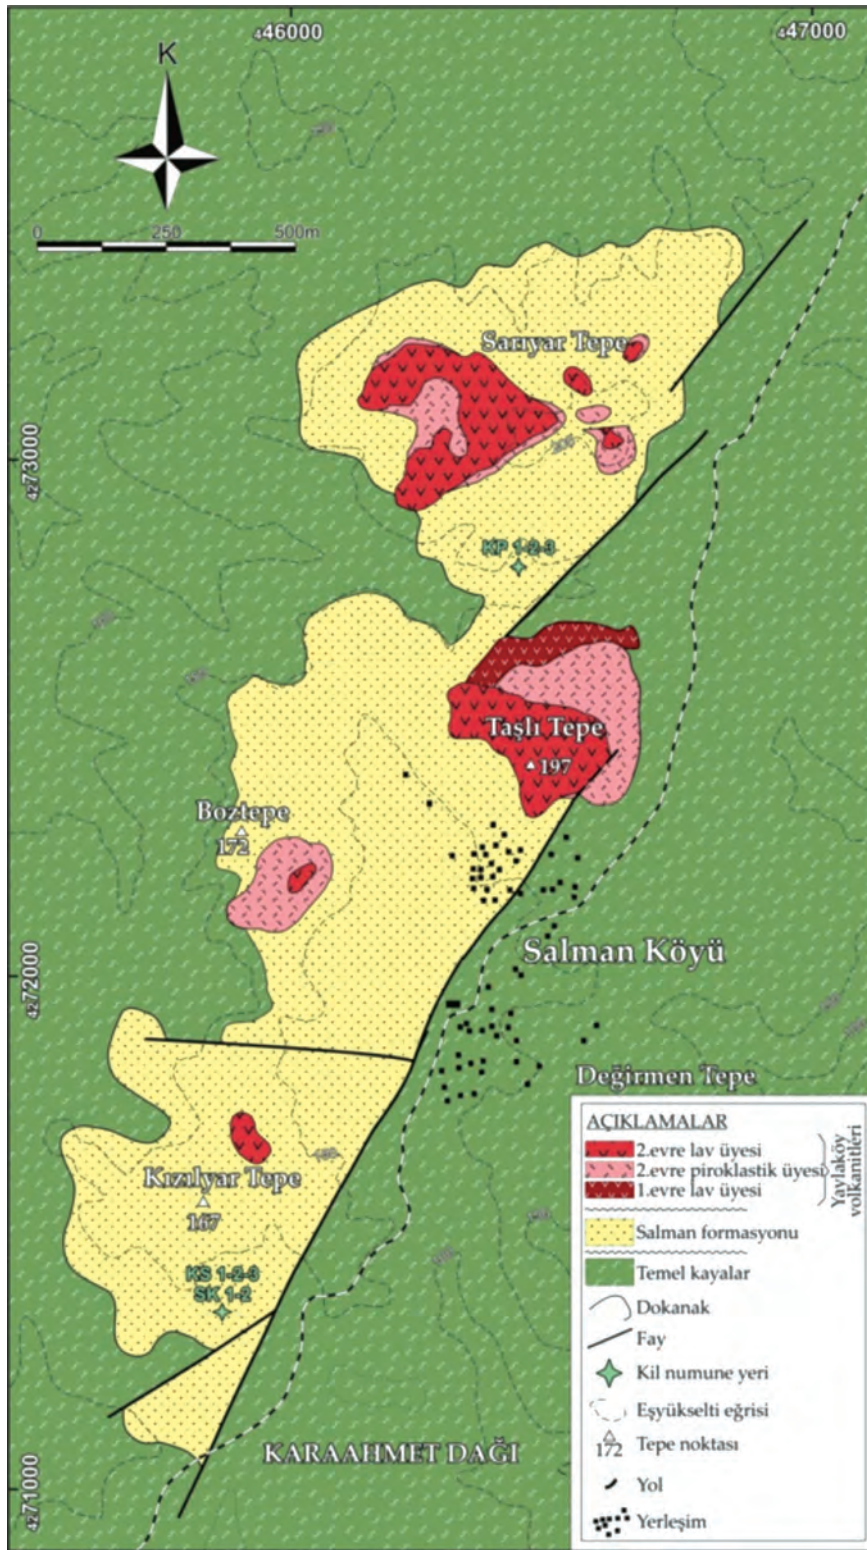 446000
447000
K
0 250 500m
Sarıyar Tepe
4273000
205
KP 1-2-3
Taşlı Tepe
197
Boztepe
172
Salman Köyü
4272000
Değirmen Tepe
Kızılyar Tepe
167
KS 1-2-3
SK 1-2
KARAAHMET DAĞI
4271000
AÇIKLAMALAR
2.evre lav üyesi
2.evre piroklastik üyesi
1.evre lav üyesi
Yaylaköy
volkanitleri
Salman formasyonu
Temel kayalar
Dokanak
Fay
Kil numune yeri
Eşyükselti eğrisi
172 Tepe noktası
Yol
Yerleşim